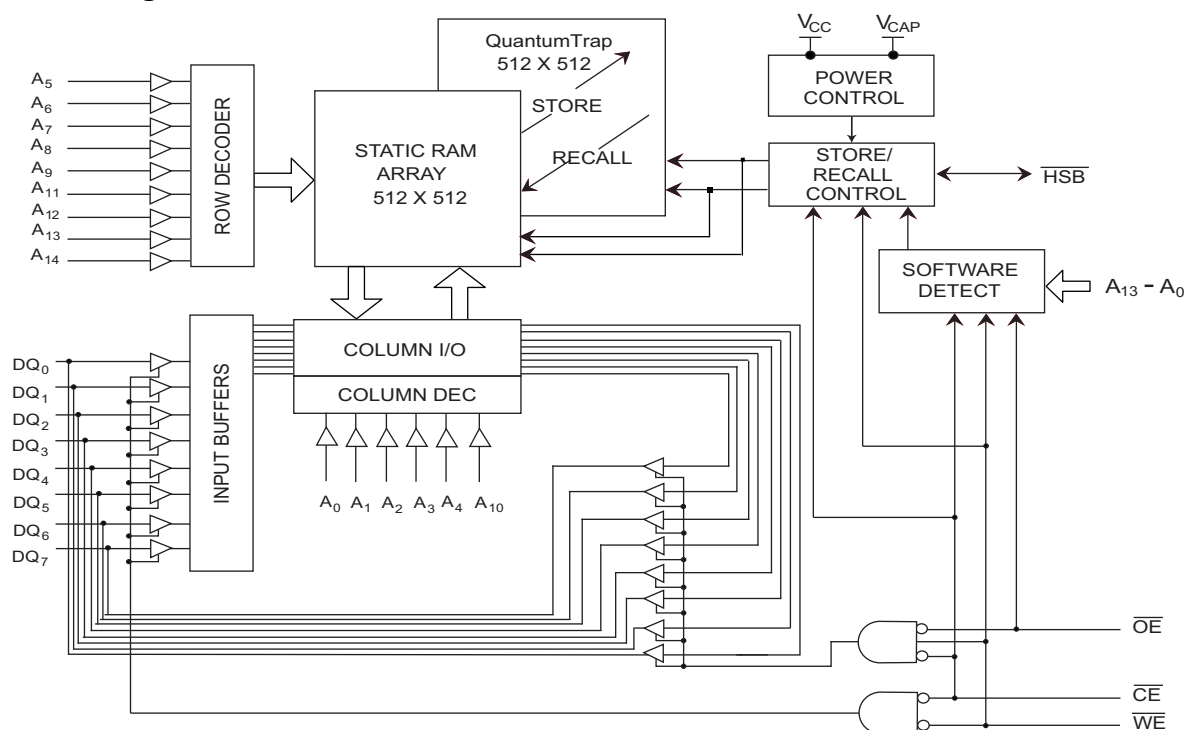 V_CC
V_CAP
QuantumTrap
512 X 512
POWER
CONTROL
A_5
A_6
A_7
A_8
A_9
A_11
A_12
A_13
A_14
ROW DECODER
STORE
STATIC RAM
ARRAY
512 X 512
RECALL
STORE/
RECALL
CONTROL
HSB
SOFTWARE
DETECT
A_13 - A_0
DQ_0
DQ_1
DQ_2
DQ_3
DQ_4
DQ_5
DQ_6
DQ_7
INPUT BUFFERS
COLUMN I/O
COLUMN DEC
A_0 A_1 A_2 A_3 A_4 A_10
OE
CE
WE